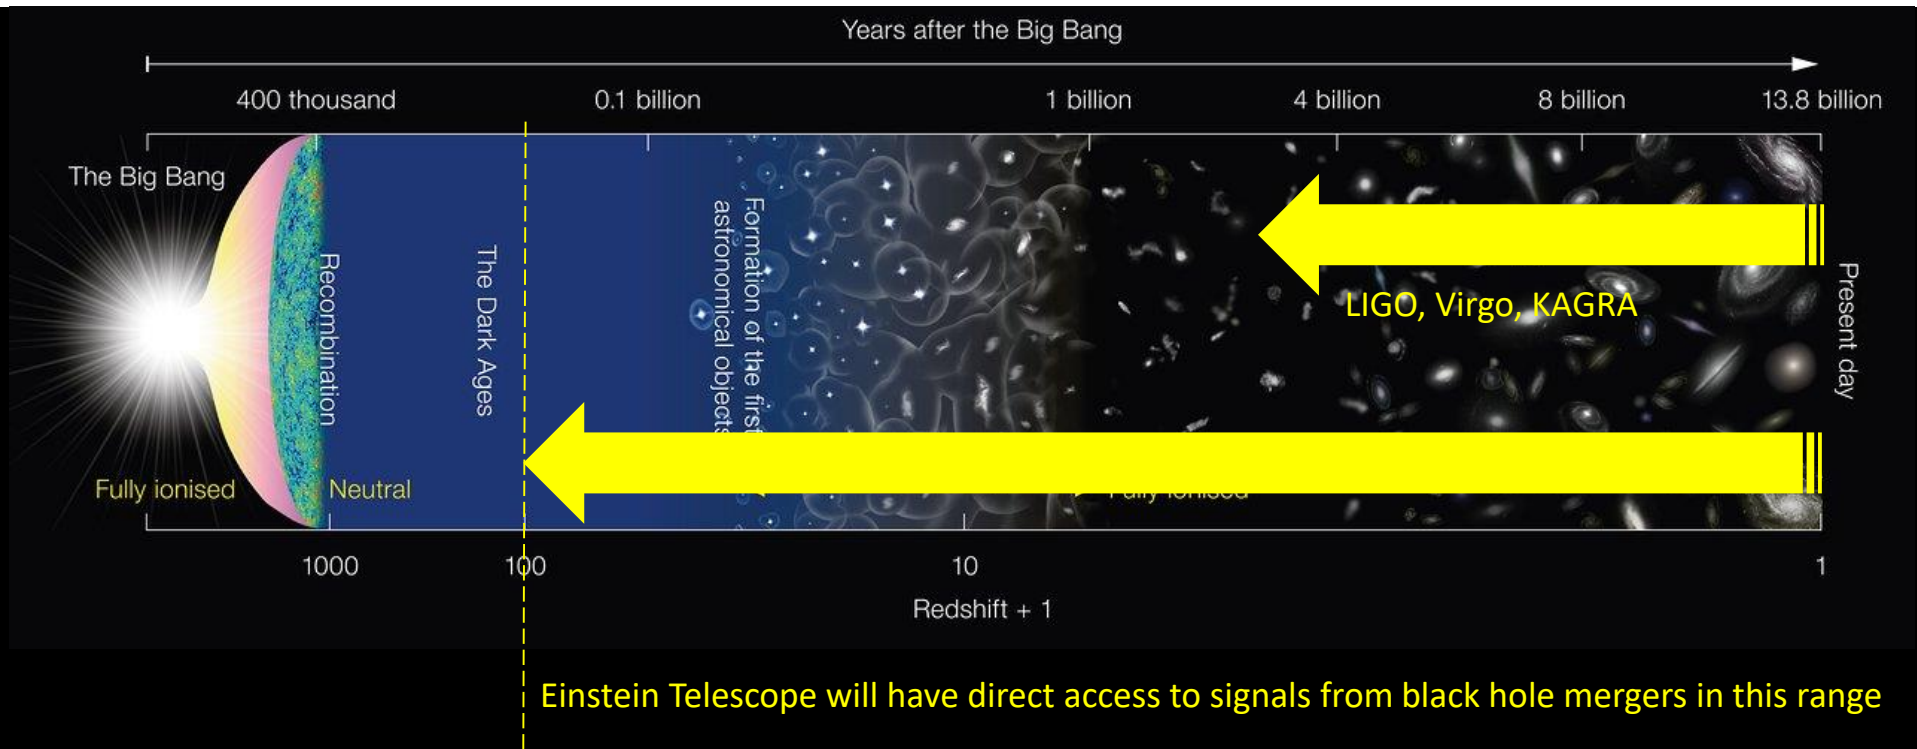 Years after the Big Bang
400 thousand 0.1 billion 1 billion 4 billion 8 billion 13.8 billion
The Big Bang
Recombination
The Dark Ages
Formation of the first
astronomical objects
LIGO, Virgo, KAGRA
Present day
Fully ionised
Neutral
Fully ionised
1000 100 10 1
Redshift + 1
Einstein Telescope will have direct access to signals from black hole mergers in this range